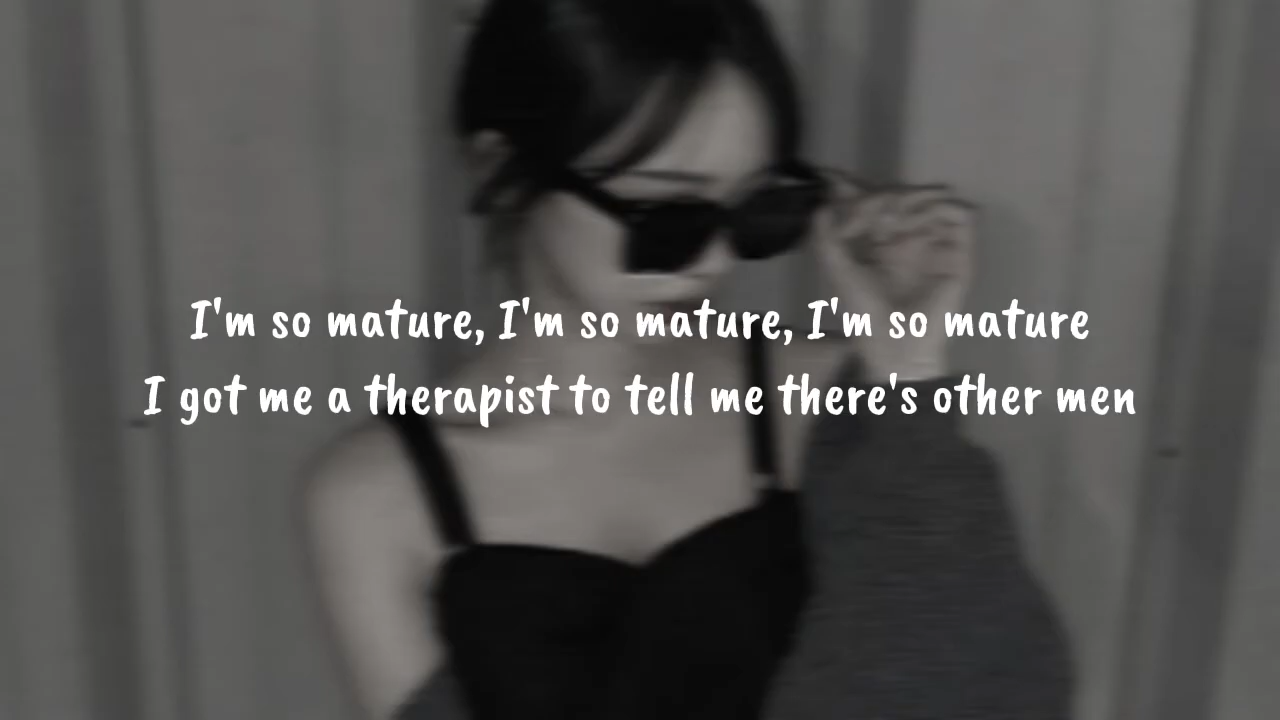 I'm so mature, I'm so mature, I'm so mature
I got me a therapist to tell me there's other men